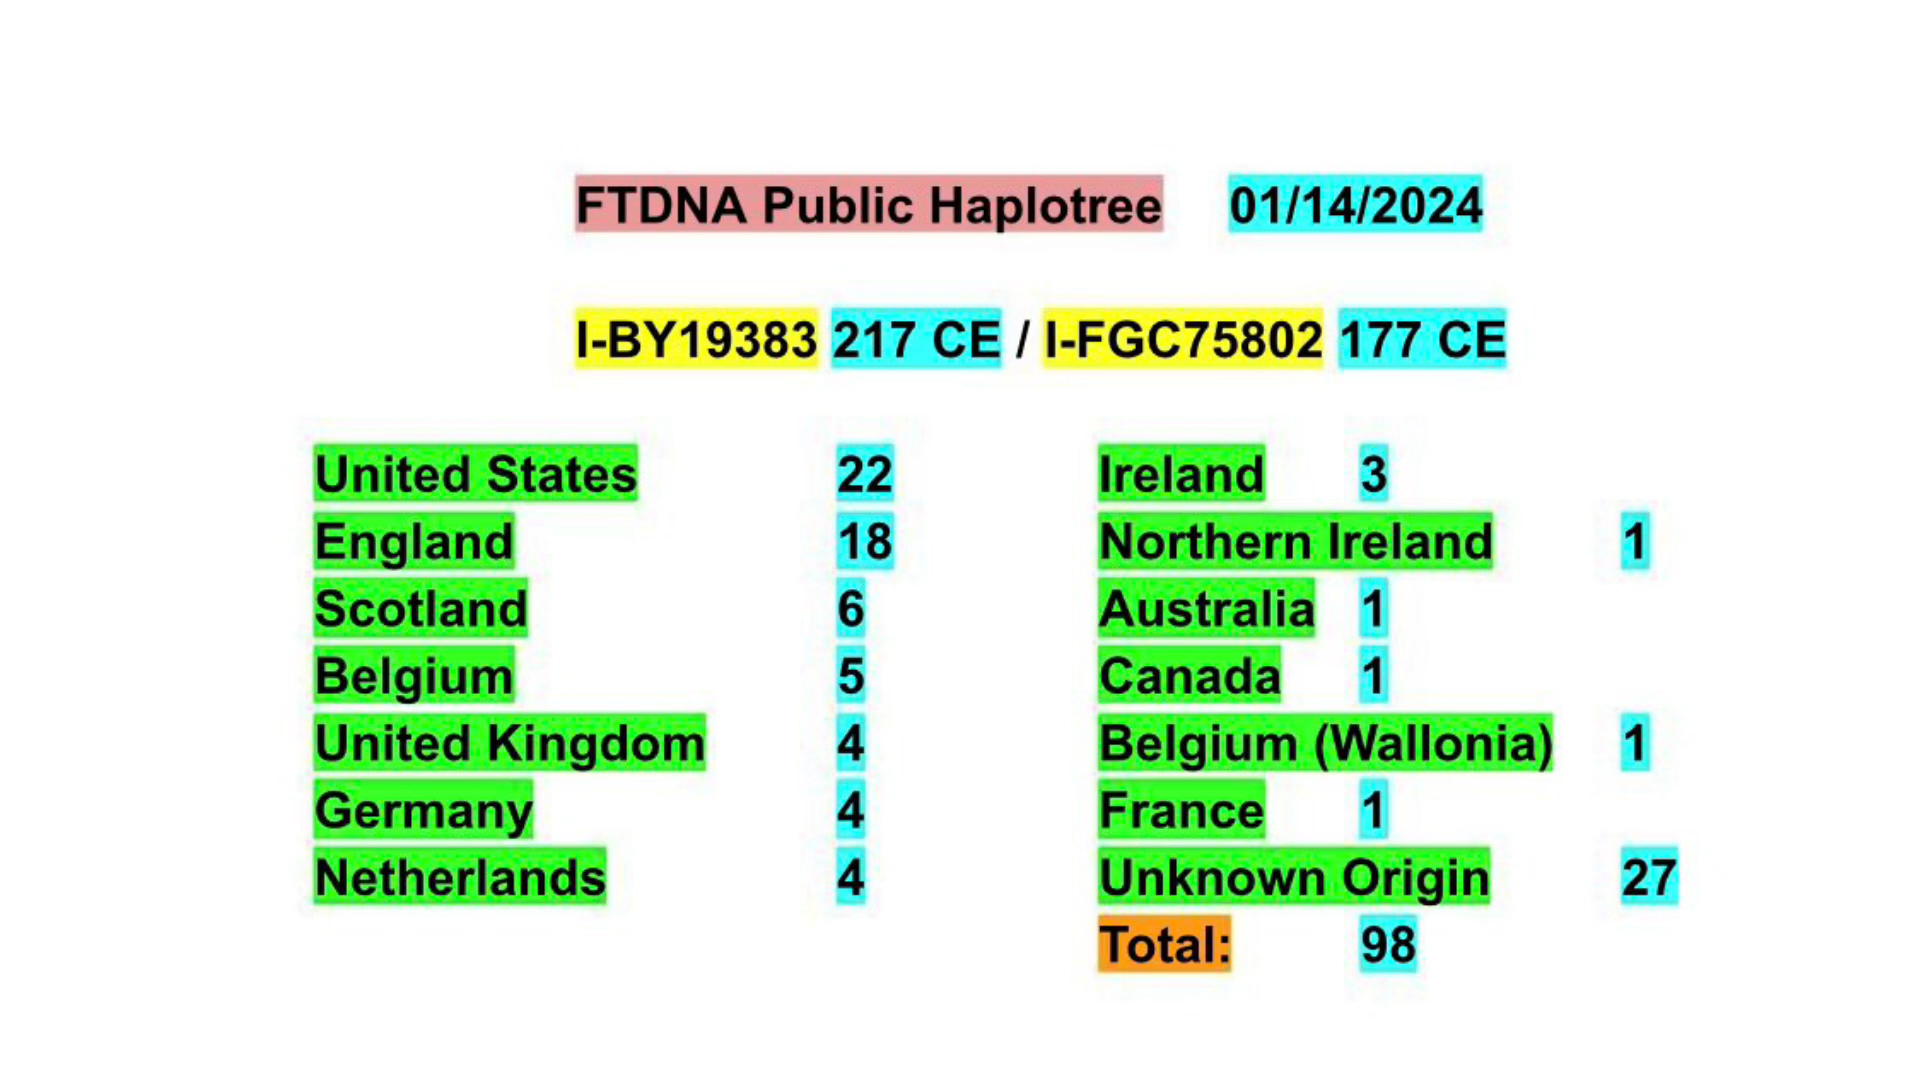 FTDNA Public Haplotree 01/14/2024
I-BY19383 217 CE / I-FGC75802 177 CE
United States 22
England 18
Scotland 6
Belgium 5
United Kingdom 4
Germany 4
Netherlands 4
Ireland 3
Northern Ireland 1
Australia 1
Canada 1
Belgium (Wallonia) 1
France 1
Unknown Origin 27
Total: 98